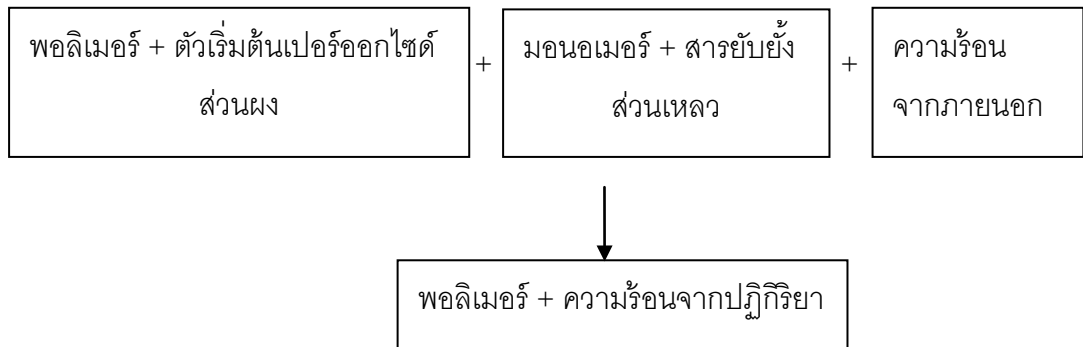 พอลิเมอร์ + ตัวเริ่มต้นเปอร์ออกไซด์
ส่วนผง
+
มอนอเมอร์ + สารยับยั้ง
ส่วนเหลว
+
ความร้อน
จากภายนอก
พอลิเมอร์ + ความร้อนจากปฏิกิริยา